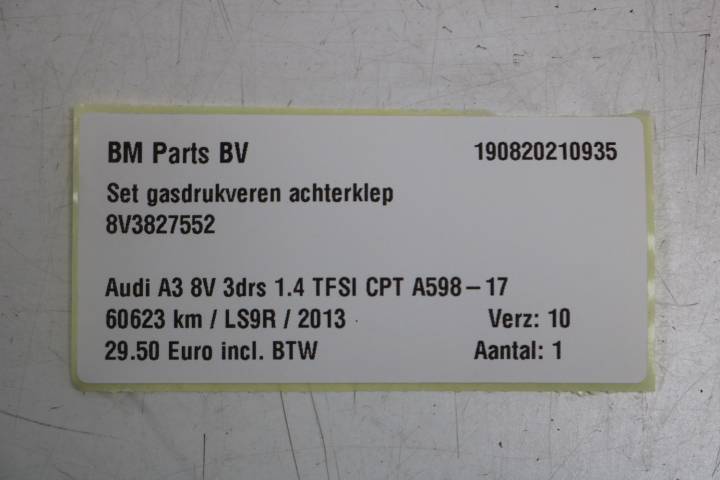 BM Parts BV 190820210935
Set gasdrukveren achterklep
8V3827552
Audi A3 8V 3drs 1.4 TFSI CPT A598-17
60623 km / LS9R / 2013 Verz: 10
29.50 Euro incl. BTW Aantal: 1